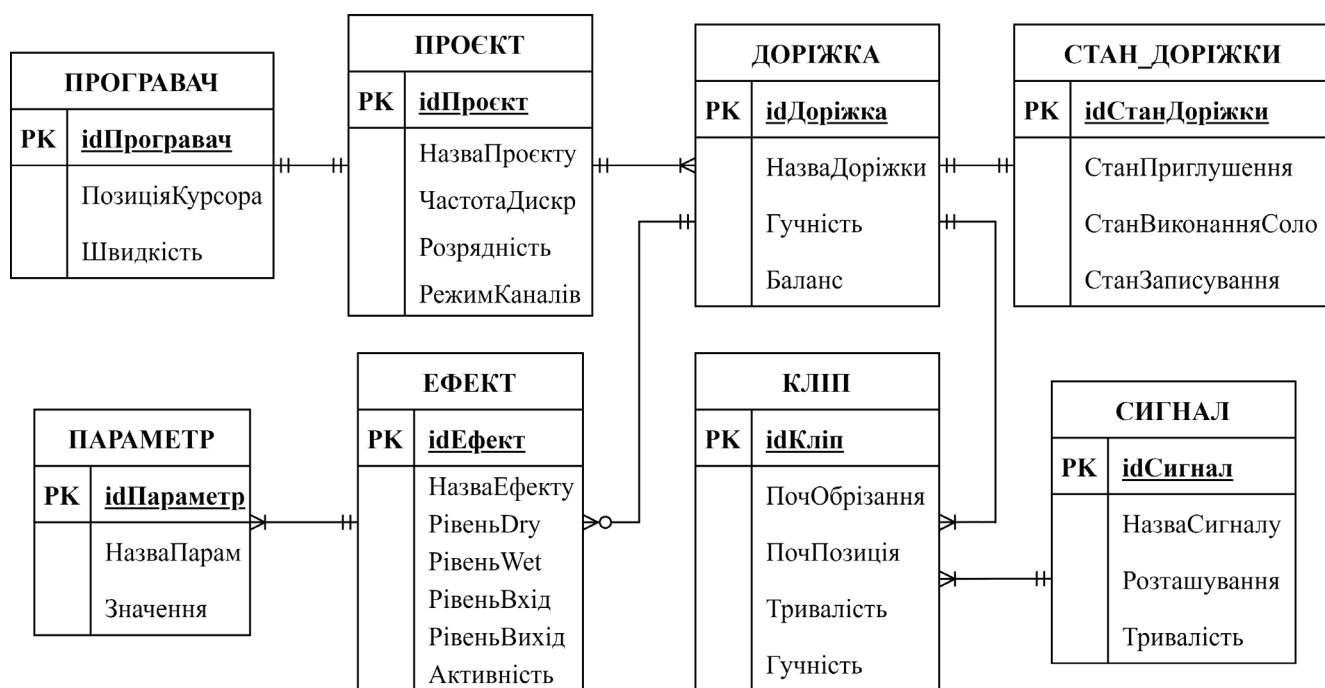 ПРОГРАВАЧ
PK idПрогравач
ПозиціяКурсора
Швидкість
ПРОЄКТ
PK idПроєкт
НазваПроєкту
ЧастотаДискр
Розрядність
РежимКаналів
ДОРІЖКА
PK idДоріжка
НазваДоріжки
Гучність
Баланс
СТАН_ДОРІЖКИ
PK idСтанДоріжки
СтанПриглушення
СтанВиконанняСоло
СтанЗаписування
ПАРАМЕТР
PK idПараметр
НазваПарам
Значення
ЕФЕКТ
PK idЕфект
НазваЕфекту
РівеньDry
РівеньWet
РівеньВхід
РівеньВихід
Активність
КЛІП
PK idКліп
ПочОбрізання
ПочПозиція
Тривалість
Гучність
СИГНАЛ
PK idСигнал
НазваСигналу
Розташування
Тривалість